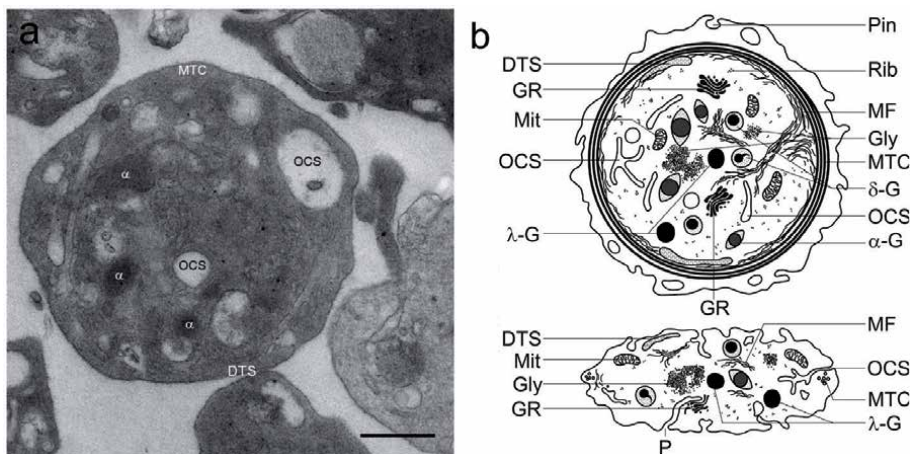 a
MTC
OCS
α
OCS
α
α
DTS
b
Pin
DTS
Rib
GR
MF
Mit
Gly
OCS
MTC
δ-G
OCS
λ-G
α-G
GR
DTS
MF
Mit
OCS
Gly
MTC
GR
λ-G
P